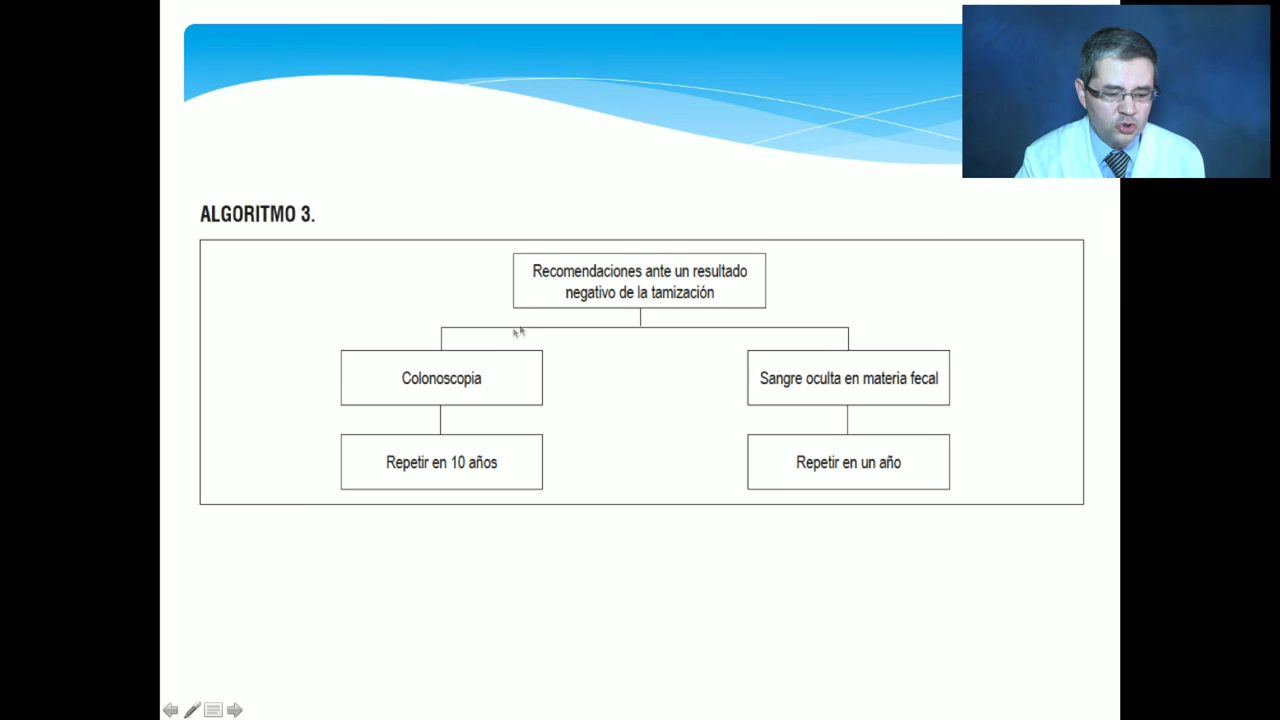 ALGORITMO 3.
Recomendaciones ante un resultado
negativo de la tamización
Colonoscopia
Sangre oculta en materia fecal
Repetir en 10 años
Repetir en un año